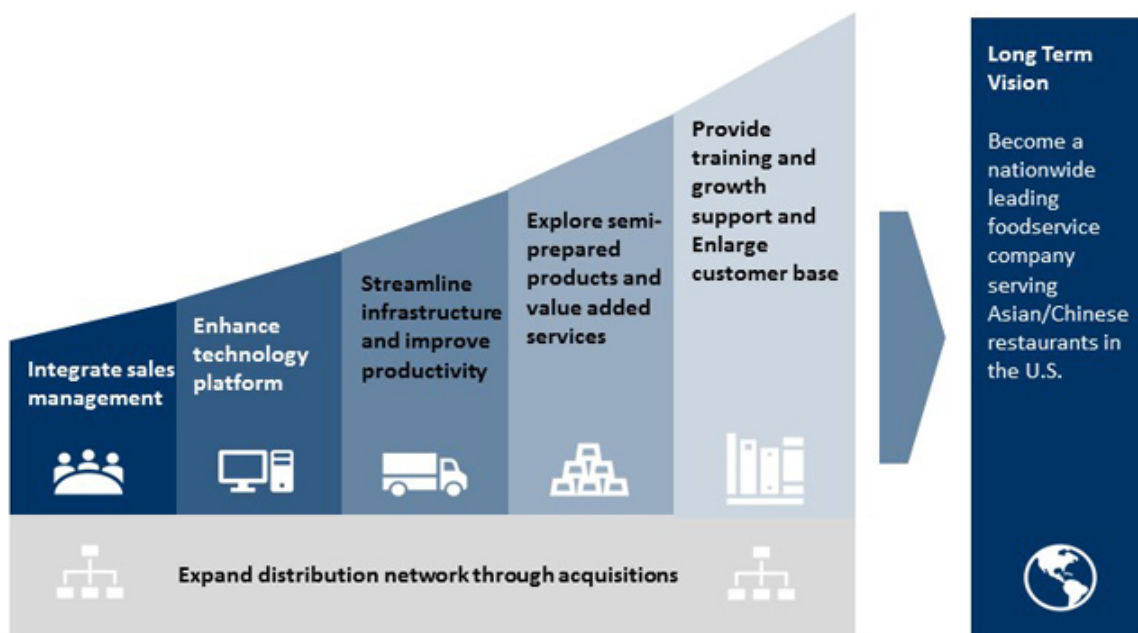 Integrate sales
management
Enhance
technology
platform
Streamline
infrastructure
and improve
productivity
Explore semi-
prepared
products and
value added
services
Provide
training and
growth
support and
Enlarge
customer base
Expand distribution network through acquisitions
Long Term
Vision
Become a
nationwide
leading
foodservice
company
serving
Asian/Chinese
restaurants in
the U.S.